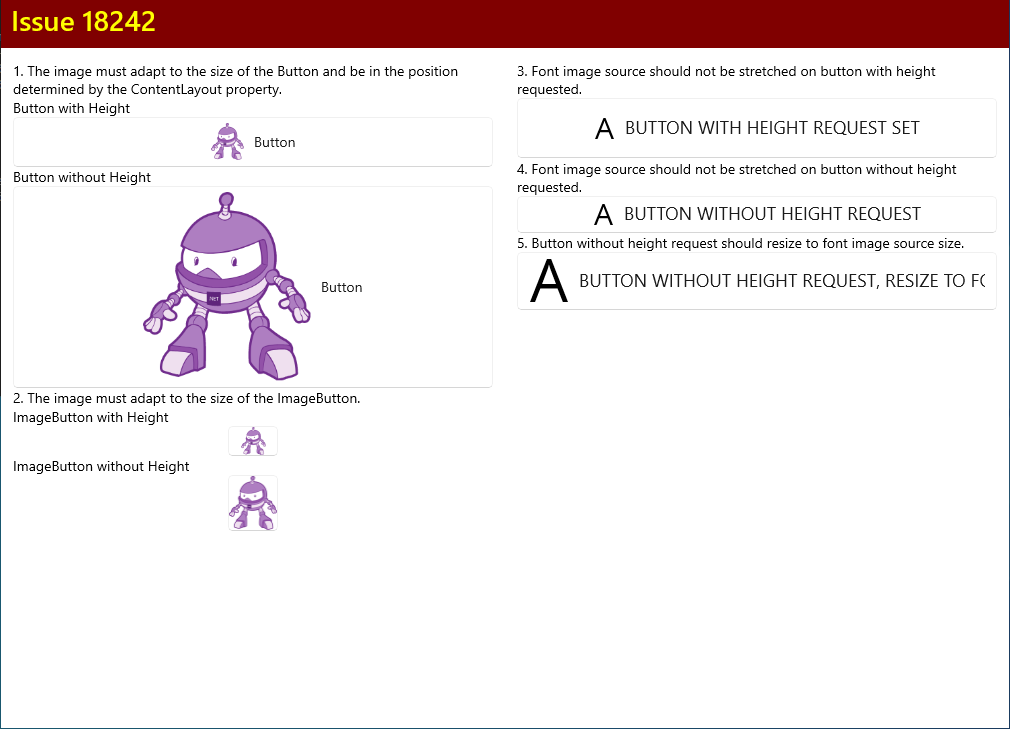 Issue 18242
1. The image must adapt to the size of the Button and be in the position
determined by the ContentLayout property.
Button with Height
Button
Button without Height
.NET
Button
2. The image must adapt to the size of the ImageButton.
ImageButton with Height
ImageButton without Height
3. Font image source should not be stretched on button with height
requested.
A BUTTON WITH HEIGHT REQUEST SET
4. Font image source should not be stretched on button without height
requested.
A BUTTON WITHOUT HEIGHT REQUEST
5. Button without height request should resize to font image source size.
A BUTTON WITHOUT HEIGHT REQUEST, RESIZE TO